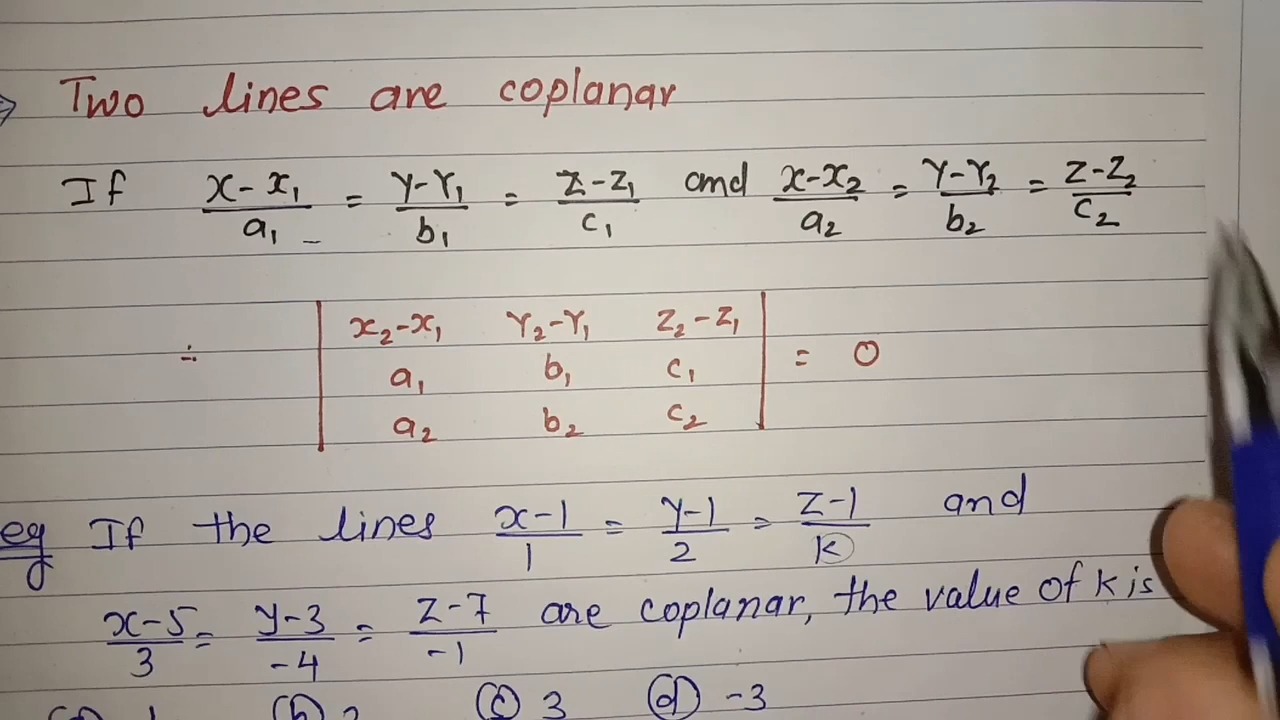 Two lines are coplanar
If x-x₁/a₁ = y-y₁/b₁ = z-z₁/c₁ and x-x₂/a₂ = y-y₂/b₂ = z-z₂/c₂
÷ | x₂-x₁ y₂-y₁ z₂-z₁ |
| a₁ b₁ c₁ | = 0
| a₂ b₂ c₂ |
eg If the lines x-1/1 = y-1/2 = z-1/k and
x-5/3 = y-3/-4 = z-7/-1 are coplanar, the value of k is
(c) 3 (d) -3